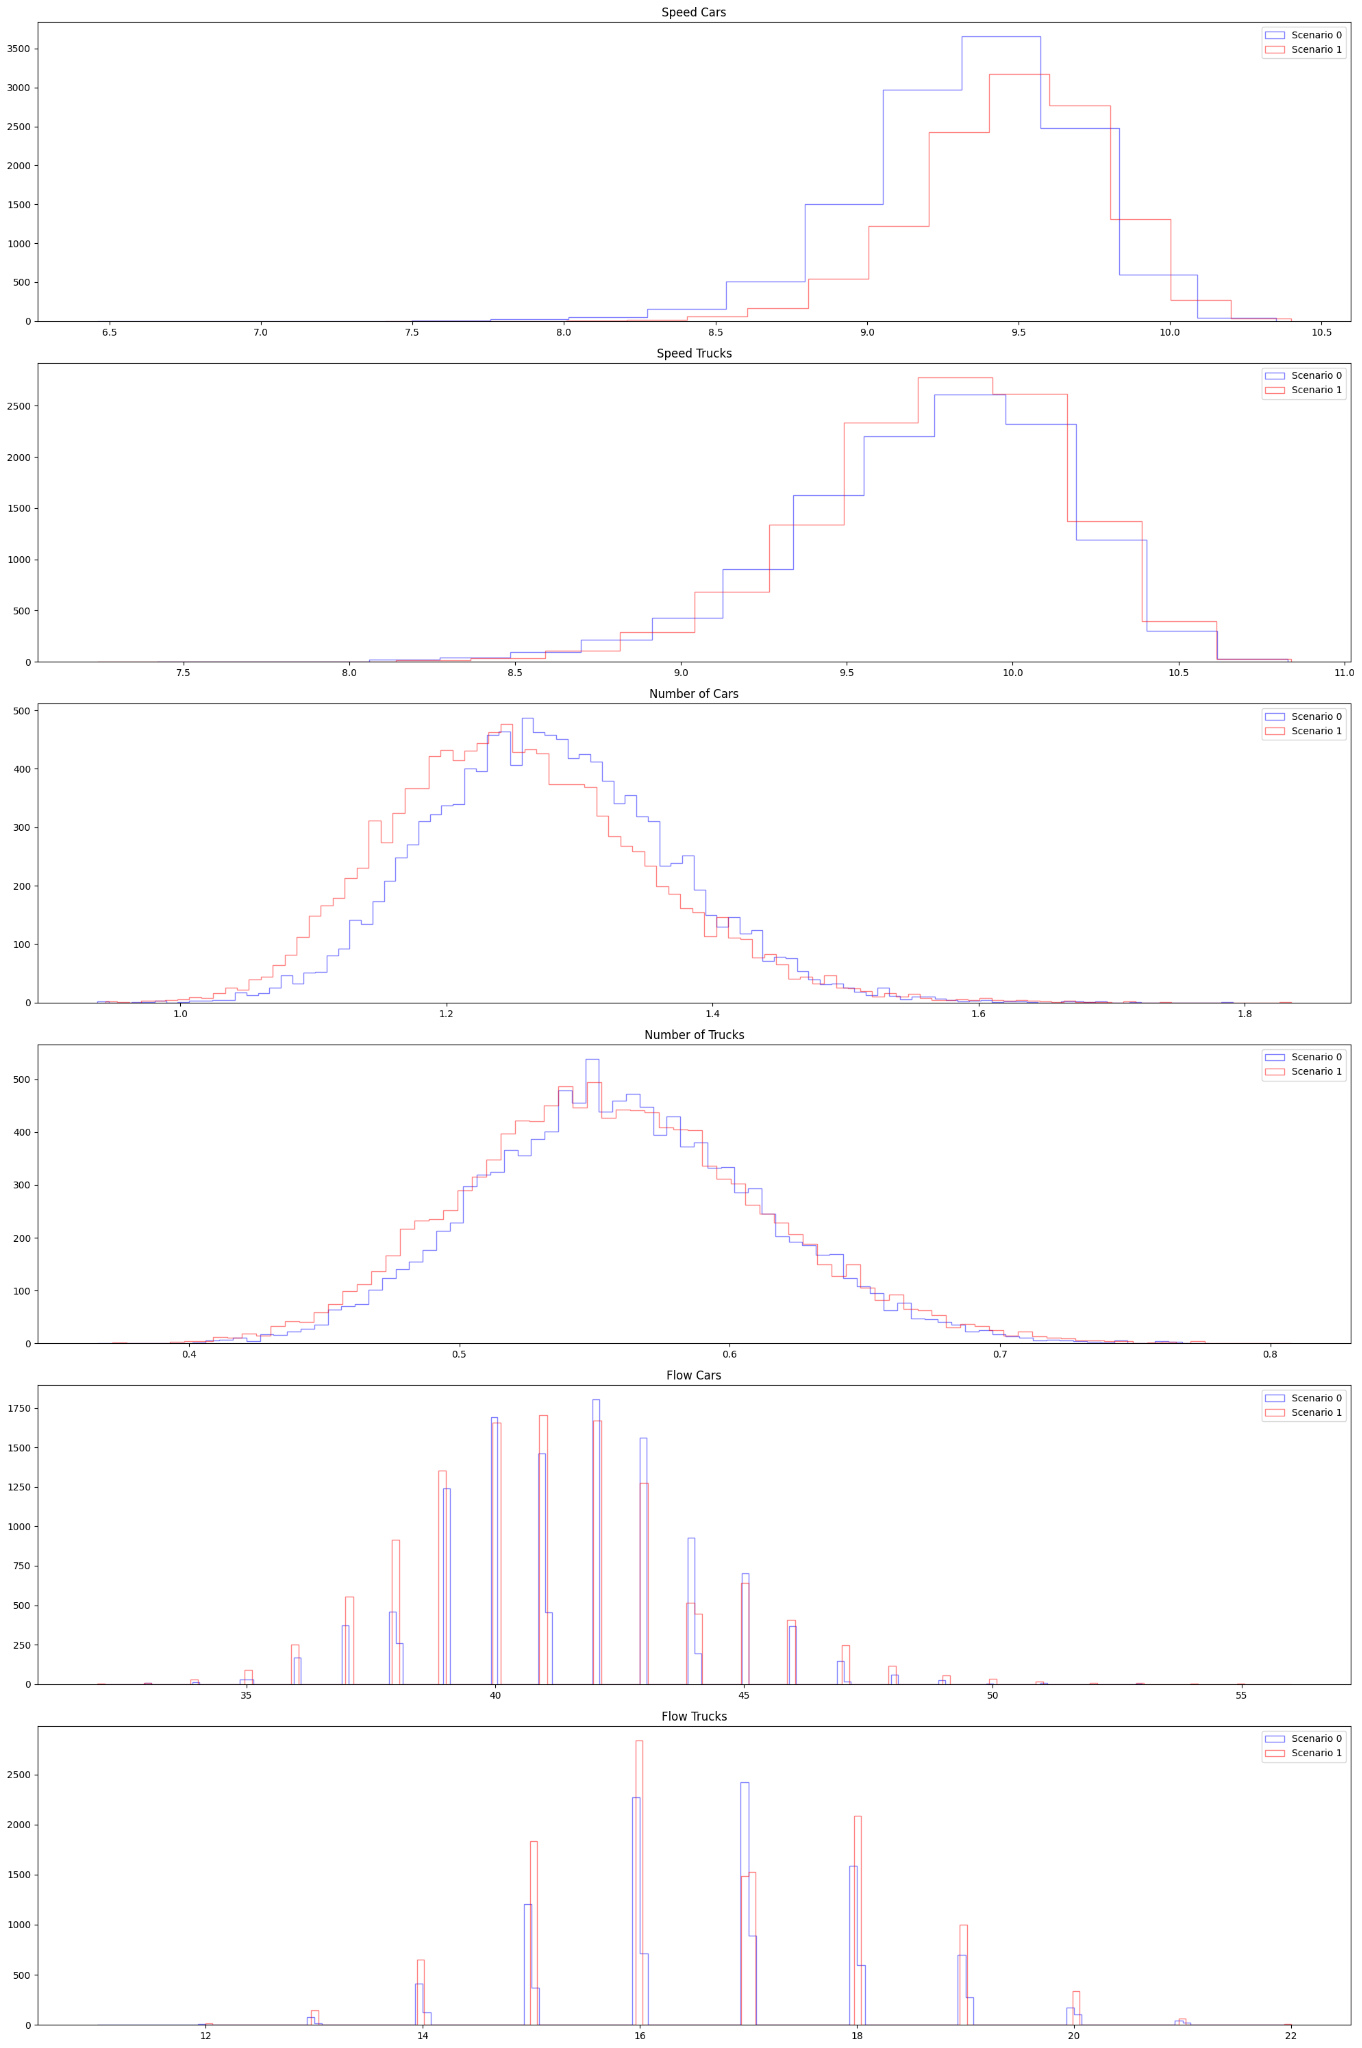 Speed Cars
Scenario 0
Scenario 1
3500
3000
2500
2000
1500
1000
500
0
6.5 7.0 7.5 8.0 8.5 9.0 9.5 10.0 10.5
Speed Trucks
Scenario 0
Scenario 1
2500
2000
1500
1000
500
0
7.5 8.0 8.5 9.0 9.5 10.0 10.5 11.0
Number of Cars
Scenario 0
Scenario 1
500
400
300
200
100
0
1.0 1.2 1.4 1.6 1.8
Number of Trucks
Scenario 0
Scenario 1
500
400
300
200
100
0
0.4 0.5 0.6 0.7 0.8
Flow Cars
Scenario 0
Scenario 1
1750
1500
1250
1000
750
500
250
0
35 40 45 50 55
Flow Trucks
Scenario 0
Scenario 1
2500
2000
1500
1000
500
0
12 14 16 18 20 22